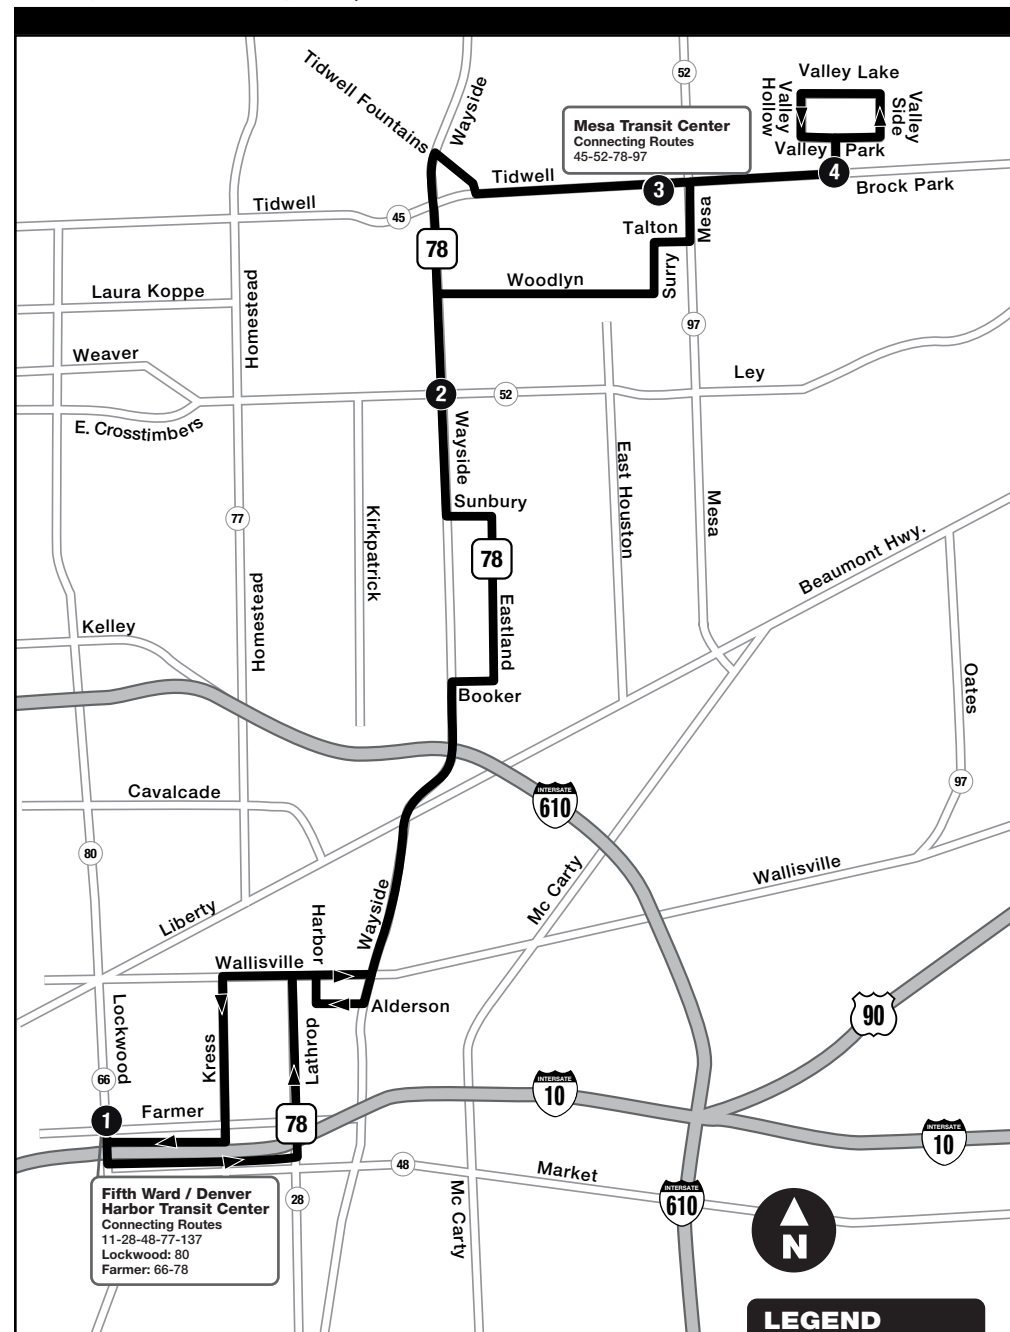 Tidwell Fountains
Wayside
52
Valley Lake
Valley
Hollow
Valley
Side
Valley Park
Mesa Transit Center
Connecting Routes
45-52-78-97
Tidwell
3
4
Brock Park
Tidwell
45
Mesa
Talton
78
Surry
Woodlyn
Laura Koppe
Homestead
97
Weaver
Ley
2
52
E. Crosstimbers
Wayside
Sunbury
East Houston
Mesa
77
Kirkpatrick
78
Beaumont Hwy.
Eastland
Kelley
Homestead
Booker
Oates
INTERSATE
610
97
Cavalcade
80
Mc Carty
Wallisville
Liberty
Harbor
Wayside
Wallisville
Alderson
90
Lockwood
Kress
Lathrop
66
INTERSATE
10
1
Farmer
78
INTERSATE
10
48
Market
Fifth Ward / Denver
Harbor Transit Center
Connecting Routes
11-28-48-77-137
Lockwood: 80
Farmer: 66-78
28
Mc Carty
INTERSATE
610
N
LEGEND